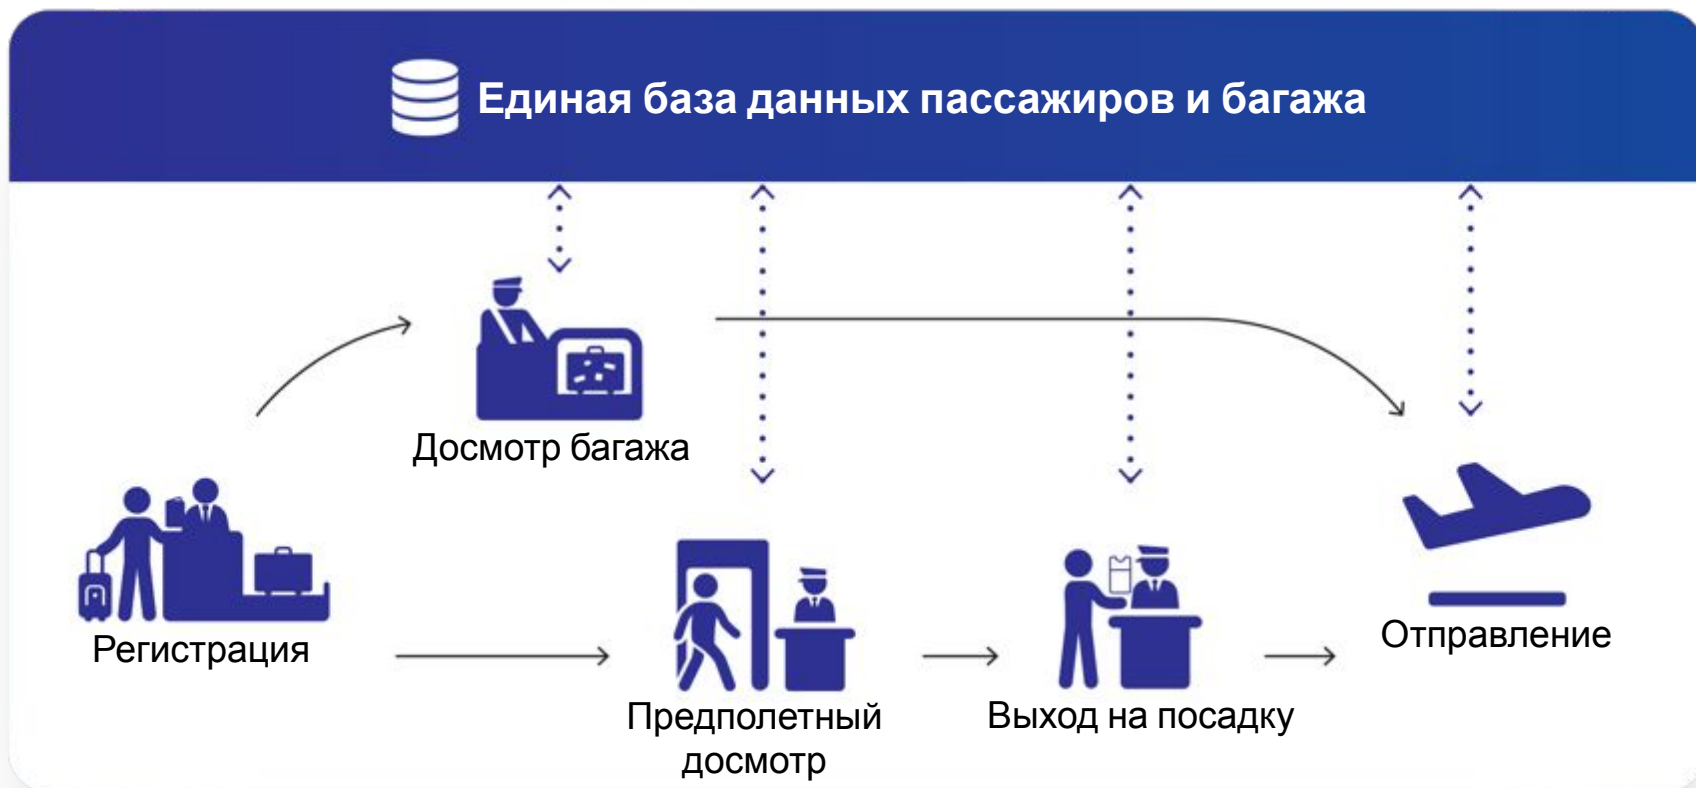 Единая база данных пассажиров и багажа
Досмотр багажа
Регистрация
Предполетный
досмотр
Выход на посадку
Отправление